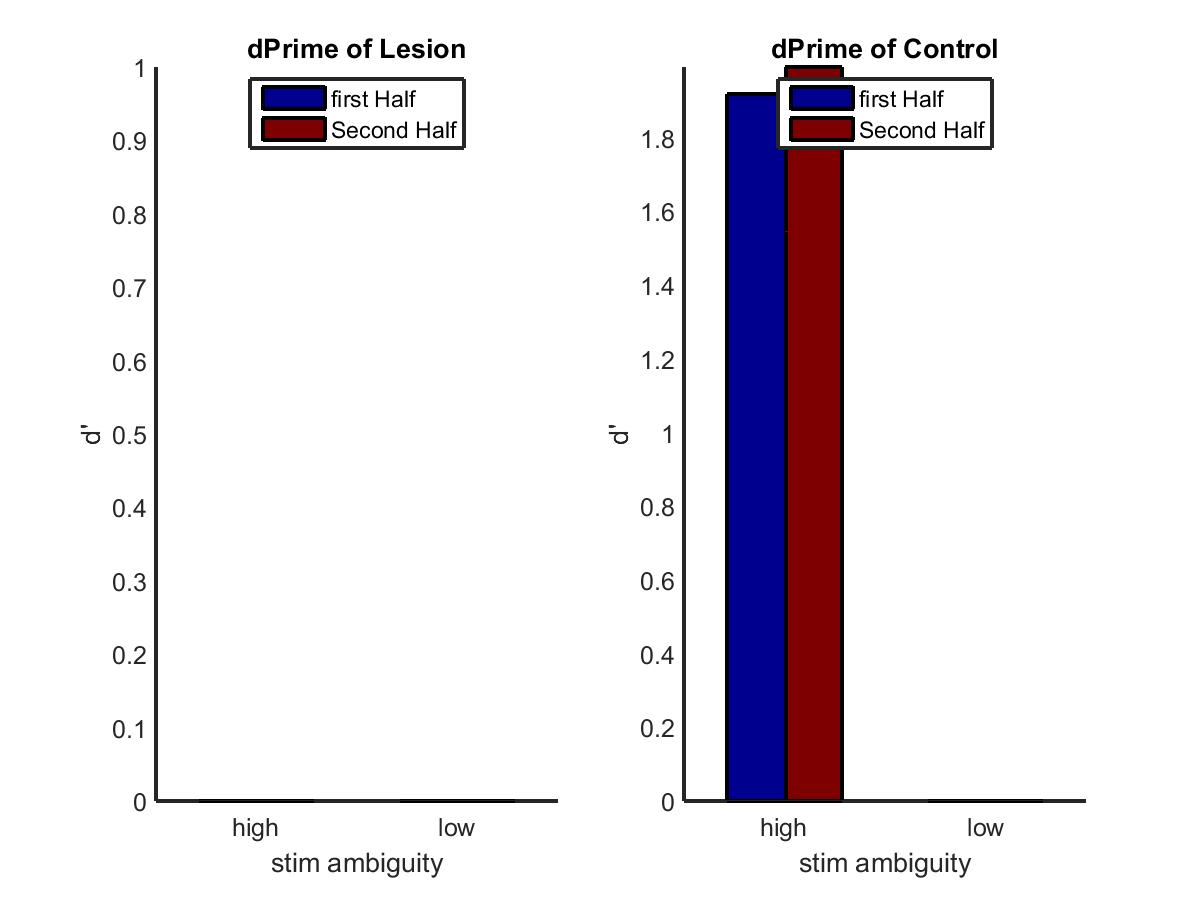 dPrime of Lesion
first Half
Second Half
1
0.9
0.8
0.7
0.6
0.5
0.4
0.3
0.2
0.1
0
d'
high low
stim ambiguity
dPrime of Control
first Half
Second Half
1.8
1.6
1.4
1.2
1
0.8
0.6
0.4
0.2
0
d'
high low
stim ambiguity